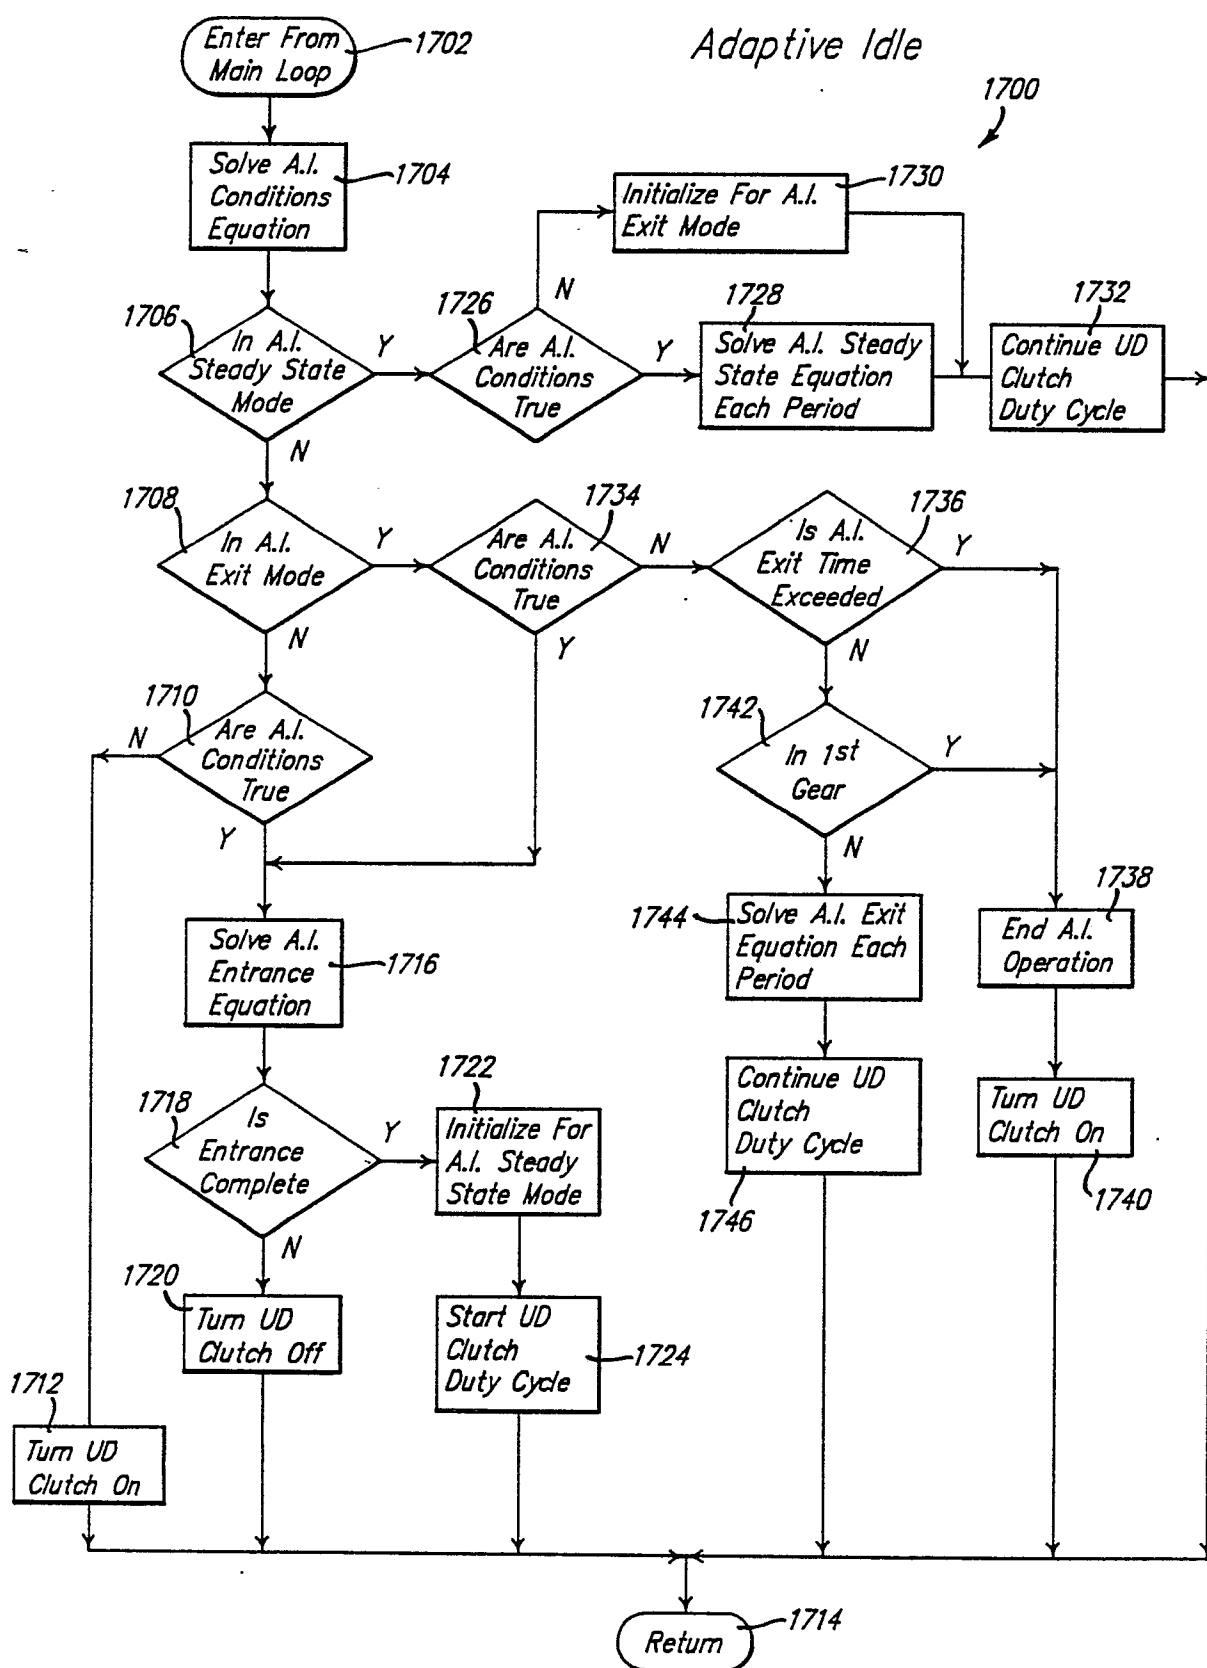 Adaptive Idle
1700
Enter From
Main Loop
1702
Solve A.I.
Conditions
Equation
1704
1706
In A.I.
Steady State
Mode
Y
N
1726
Are A.I.
Conditions
True
N
Y
Initialize For A.I.
Exit Mode
1730
1728
Solve A.I. Steady
State Equation
Each Period
1732
Continue UD
Clutch
Duty Cycle
1708
In A.I.
Exit Mode
Y
N
1734
Are A.I.
Conditions
True
N
Y
1736
Is A.I.
Exit Time
Exceeded
Y
N
1710
Are A.I.
Conditions
True
N
Y
1742
In 1st
Gear
Y
N
Solve A.I.
Entrance
Equation
1716
1744
Solve A.I. Exit
Equation Each
Period
1738
End A.I.
Operation
1718
Is
Entrance
Complete
Y
N
1722
Initialize For
A.I. Steady
State Mode
Continue UD
Clutch
Duty Cycle
1746
Turn UD
Clutch On
1740
1720
Turn UD
Clutch Off
Start UD
Clutch
Duty Cycle
1724
1712
Turn UD
Clutch On
Return
1714